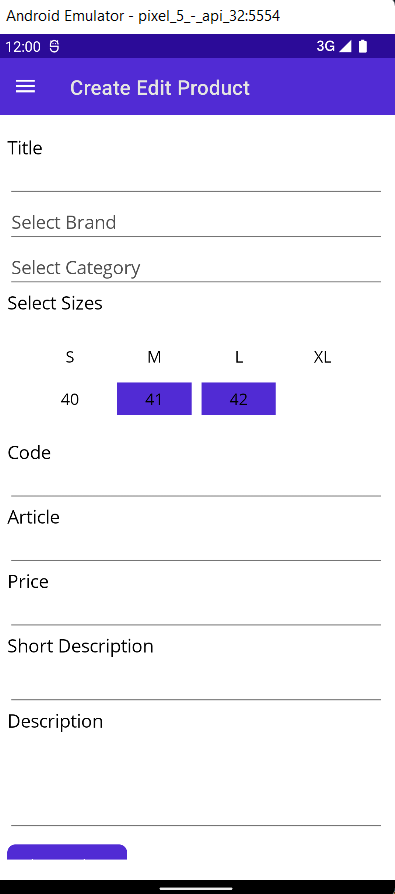 Android Emulator - pixel_5_-_api_32:5554
12:00 3G
Create Edit Product
Title
Select Brand
Select Category
Select Sizes
S M L XL
40 41 42
Code
Article
Price
Short Description
Description